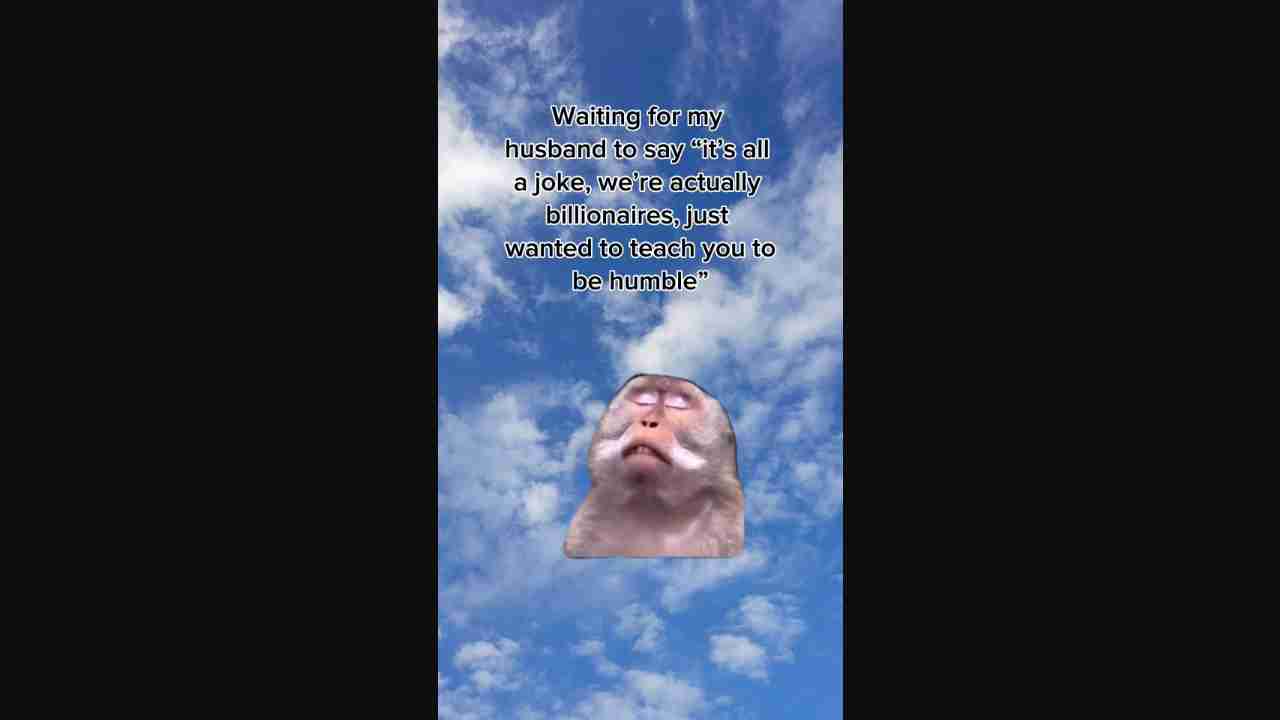 Waiting for my
husband to say “it’s all
a joke, we’re actually
billionaires, just
wanted to teach you to
be humble”